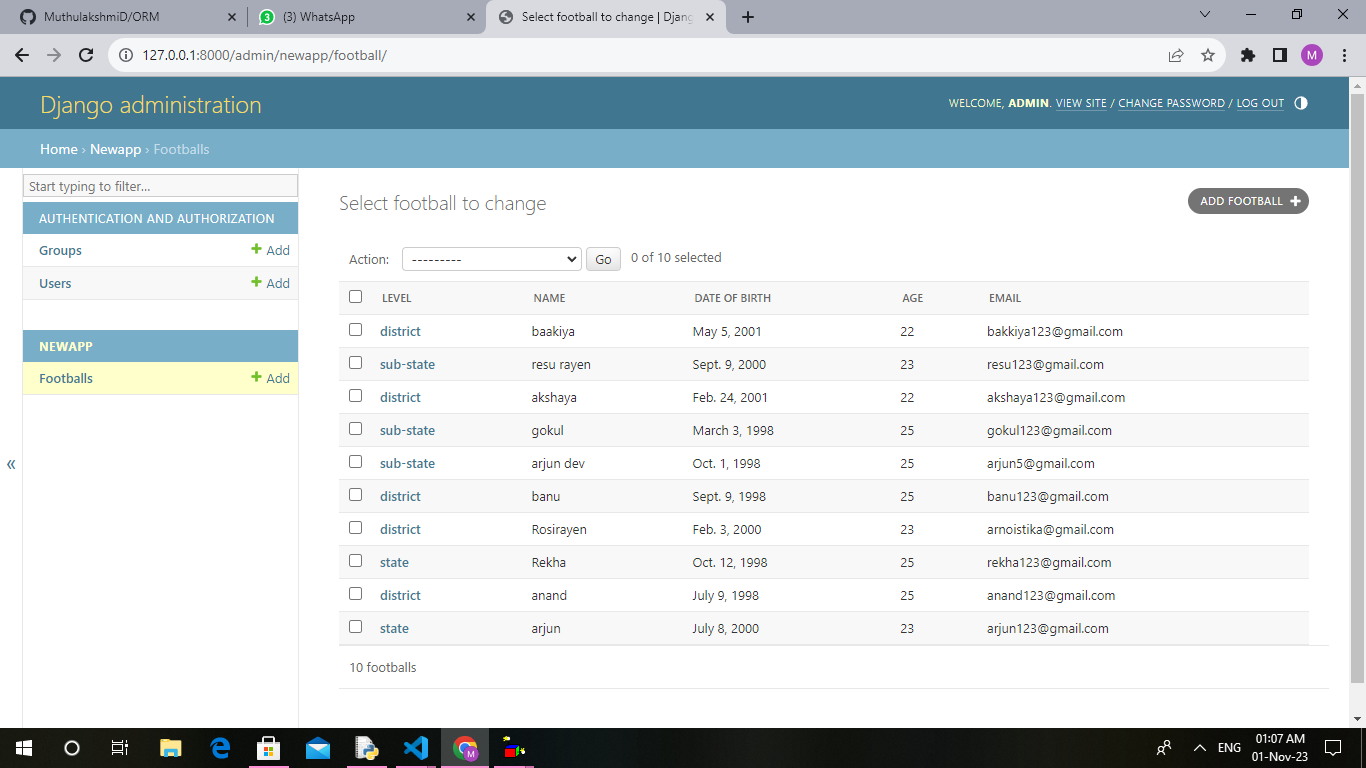 MuthulakshmiD/ORM
3
(3) WhatsApp
Select football to change | Djang
127.0.0.1:8000/admin/newapp/football/
M
Django administration
WELCOME, ADMIN. VIEW SITE / CHANGE PASSWORD / LOG OUT
Home › Newapp › Footballs
Start typing to filter...
AUTHENTICATION AND AUTHORIZATION
Groups + Add
Users + Add
NEWAPP
Footballs + Add
«
Select football to change
ADD FOOTBALL +
Action: --------- Go 0 of 10 selected
LEVEL NAME DATE OF BIRTH AGE EMAIL
district baakiya May 5, 2001 22 bakkiya123@gmail.com
sub-state resu rayen Sept. 9, 2000 23 resu123@gmail.com
district akshaya Feb. 24, 2001 22 akshaya123@gmail.com
sub-state gokul March 3, 1998 25 gokul123@gmail.com
sub-state arjun dev Oct. 1, 1998 25 arjun5@gmail.com
district banu Sept. 9, 1998 25 banu123@gmail.com
district Rosirayen Feb. 3, 2000 23 arnoistika@gmail.com
state Rekha Oct. 12, 1998 25 rekha123@gmail.com
district anand July 9, 1998 25 anand123@gmail.com
state arjun July 8, 2000 23 arjun123@gmail.com
10 footballs
M
ENG
01:07 AM
01-Nov-23